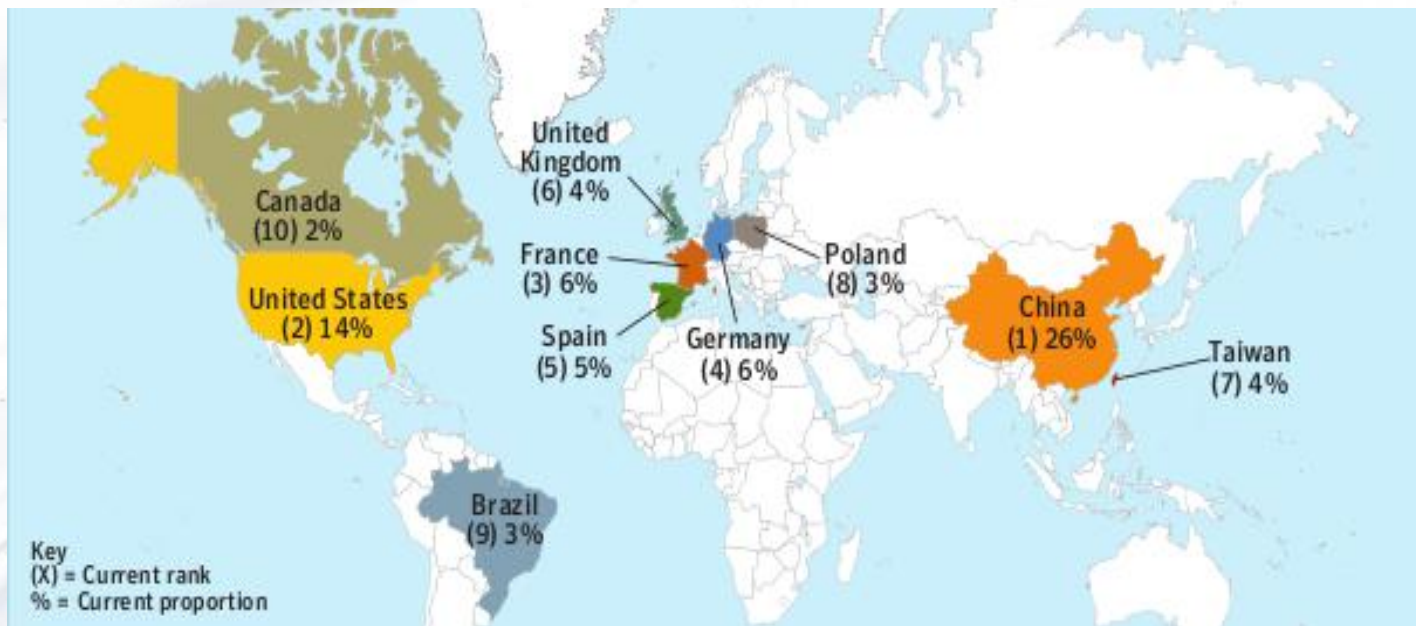 Canada
(10) 2%
United States
(2) 14%
Brazil
(9) 3%
United
Kingdom
(6) 4%
France
(3) 6%
Spain
(5) 5%
Germany
(4) 6%
Poland
(8) 3%
China
(1) 26%
Taiwan
(7) 4%
Key
(X) = Current rank
% = Current proportion